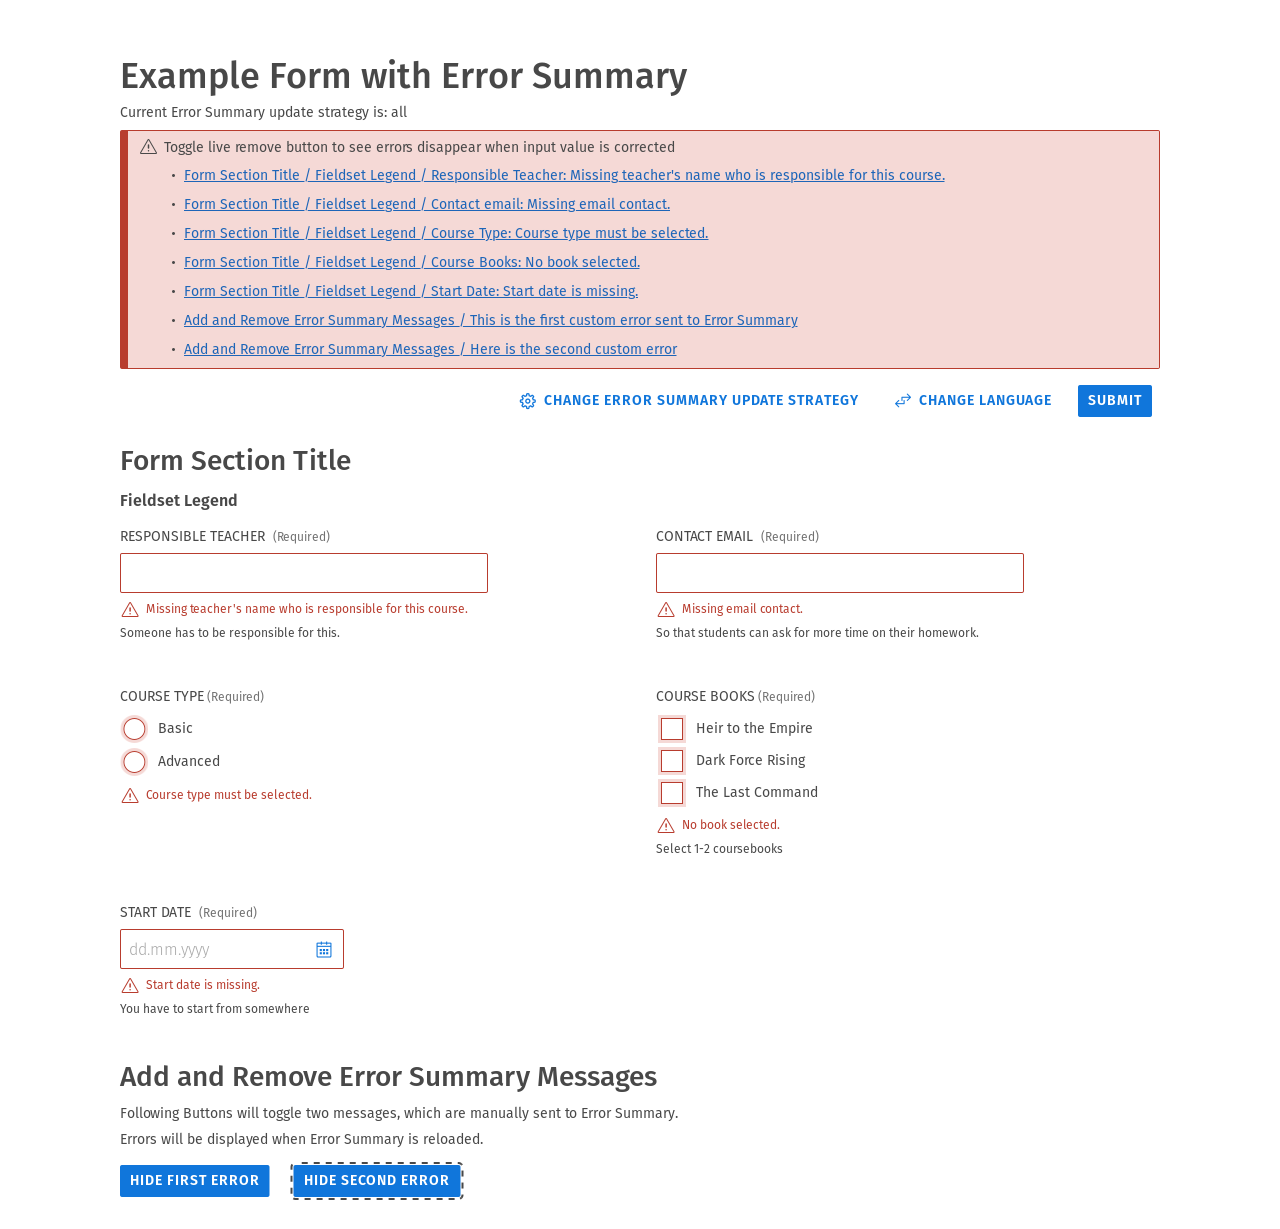 Example Form with Error Summary
Current Error Summary update strategy is: all
Toggle live remove button to see errors disappear when input value is corrected
• Form Section Title / Fieldset Legend / Responsible Teacher: Missing teacher's name who is responsible for this course.
• Form Section Title / Fieldset Legend / Contact email: Missing email contact.
• Form Section Title / Fieldset Legend / Course Type: Course type must be selected.
• Form Section Title / Fieldset Legend / Course Books: No book selected.
• Form Section Title / Fieldset Legend / Start Date: Start date is missing.
• Add and Remove Error Summary Messages / This is the first custom error sent to Error Summary
• Add and Remove Error Summary Messages / Here is the second custom error
CHANGE ERROR SUMMARY UPDATE STRATEGY CHANGE LANGUAGE SUBMIT
Form Section Title
Fieldset Legend
RESPONSIBLE TEACHER (Required)
Missing teacher's name who is responsible for this course.
Someone has to be responsible for this.
CONTACT EMAIL (Required)
Missing email contact.
So that students can ask for more time on their homework.
COURSE TYPE (Required)
Basic
Advanced
Course type must be selected.
COURSE BOOKS (Required)
Heir to the Empire
Dark Force Rising
The Last Command
No book selected.
Select 1-2 coursebooks
START DATE (Required)
dd.mm.yyyy
Start date is missing.
You have to start from somewhere
Add and Remove Error Summary Messages
Following Buttons will toggle two messages, which are manually sent to Error Summary.
Errors will be displayed when Error Summary is reloaded.
HIDE FIRST ERROR HIDE SECOND ERROR